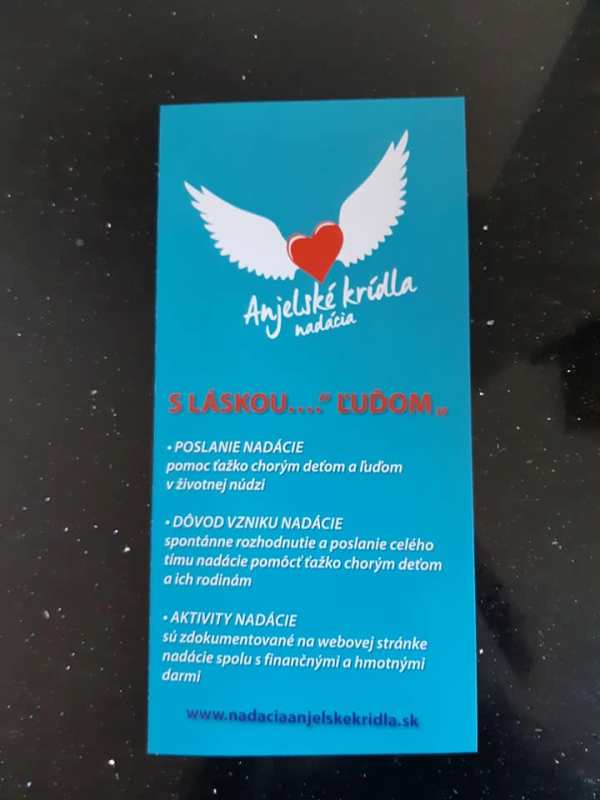 Anjelské krídla
nadácia
S LÁSKOU....“ ĽUĎOM„
• POSLANIE NADÁCIE
pomoc ťažko chorým deťom a ľuďom
v životnej núdzi
• DÔVOD VZNIKU NADÁCIE
spontánne rozhodnutie a poslanie celého
tímu nadácie pomôcť ťažko chorým deťom
a ich rodinám
• AKTIVITY NADÁCIE
sú zdokumentované na webovej stránke
nadácie spolu s finančnými a hmotnými
darmi
www.nadaciaanjelskekridla.sk